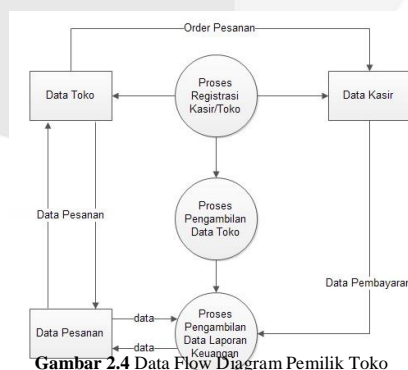 Order Pesanan
Data Toko
Proses
Registrasi
Kasir/Toko
Data Kasir
Proses
Pengambilan
Data Toko
Data Pesanan
Data Pembayaran
Data Pesanan
data
data
Proses
Pengambilan
Data Laporan
Keuangan
Gambar 2.4 Data Flow Diagram Pemilik Toko